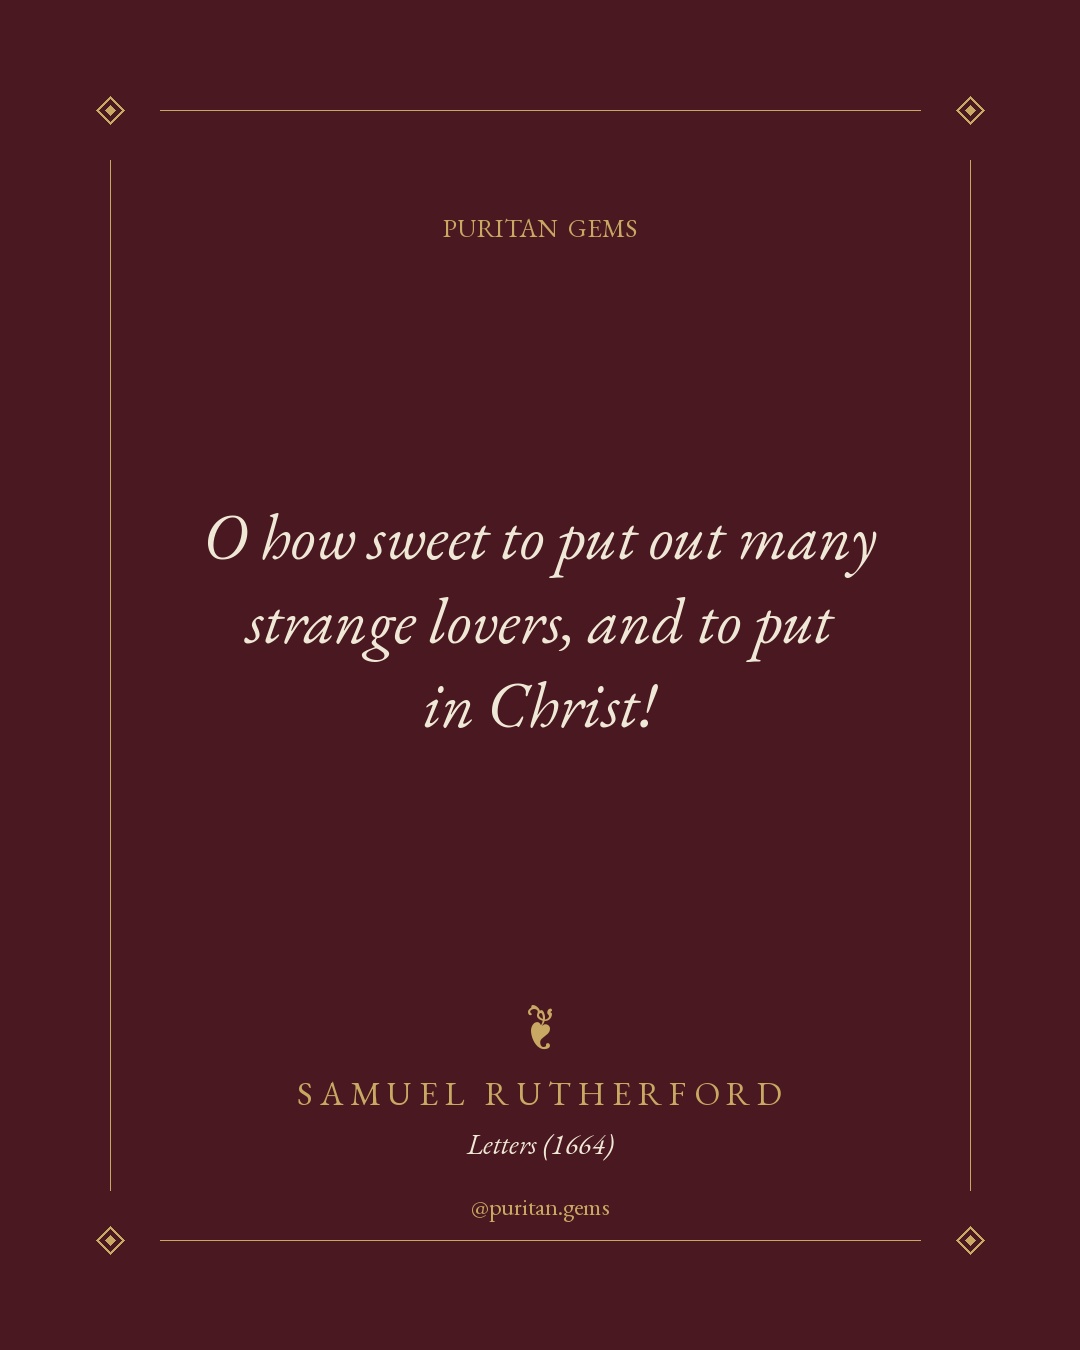 PURITAN GEMS
O how sweet to put out many
strange lovers, and to put
in Christ!
SAMUEL RUTHERFORD
Letters (1664)
@puritan.gems